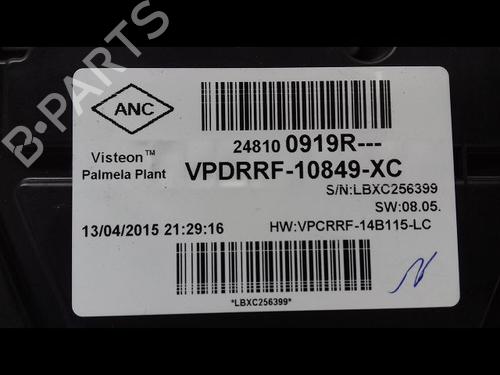 B-PARTS
ANC
24810 0919R---
Visteon™
Palmela Plant
VPDRRF-10849-XC
S/N:LBXC256399
SW:08.05.
13/04/2015 21:29:16
HW:VPCRRF-14B115-LC
*LBXC256399*